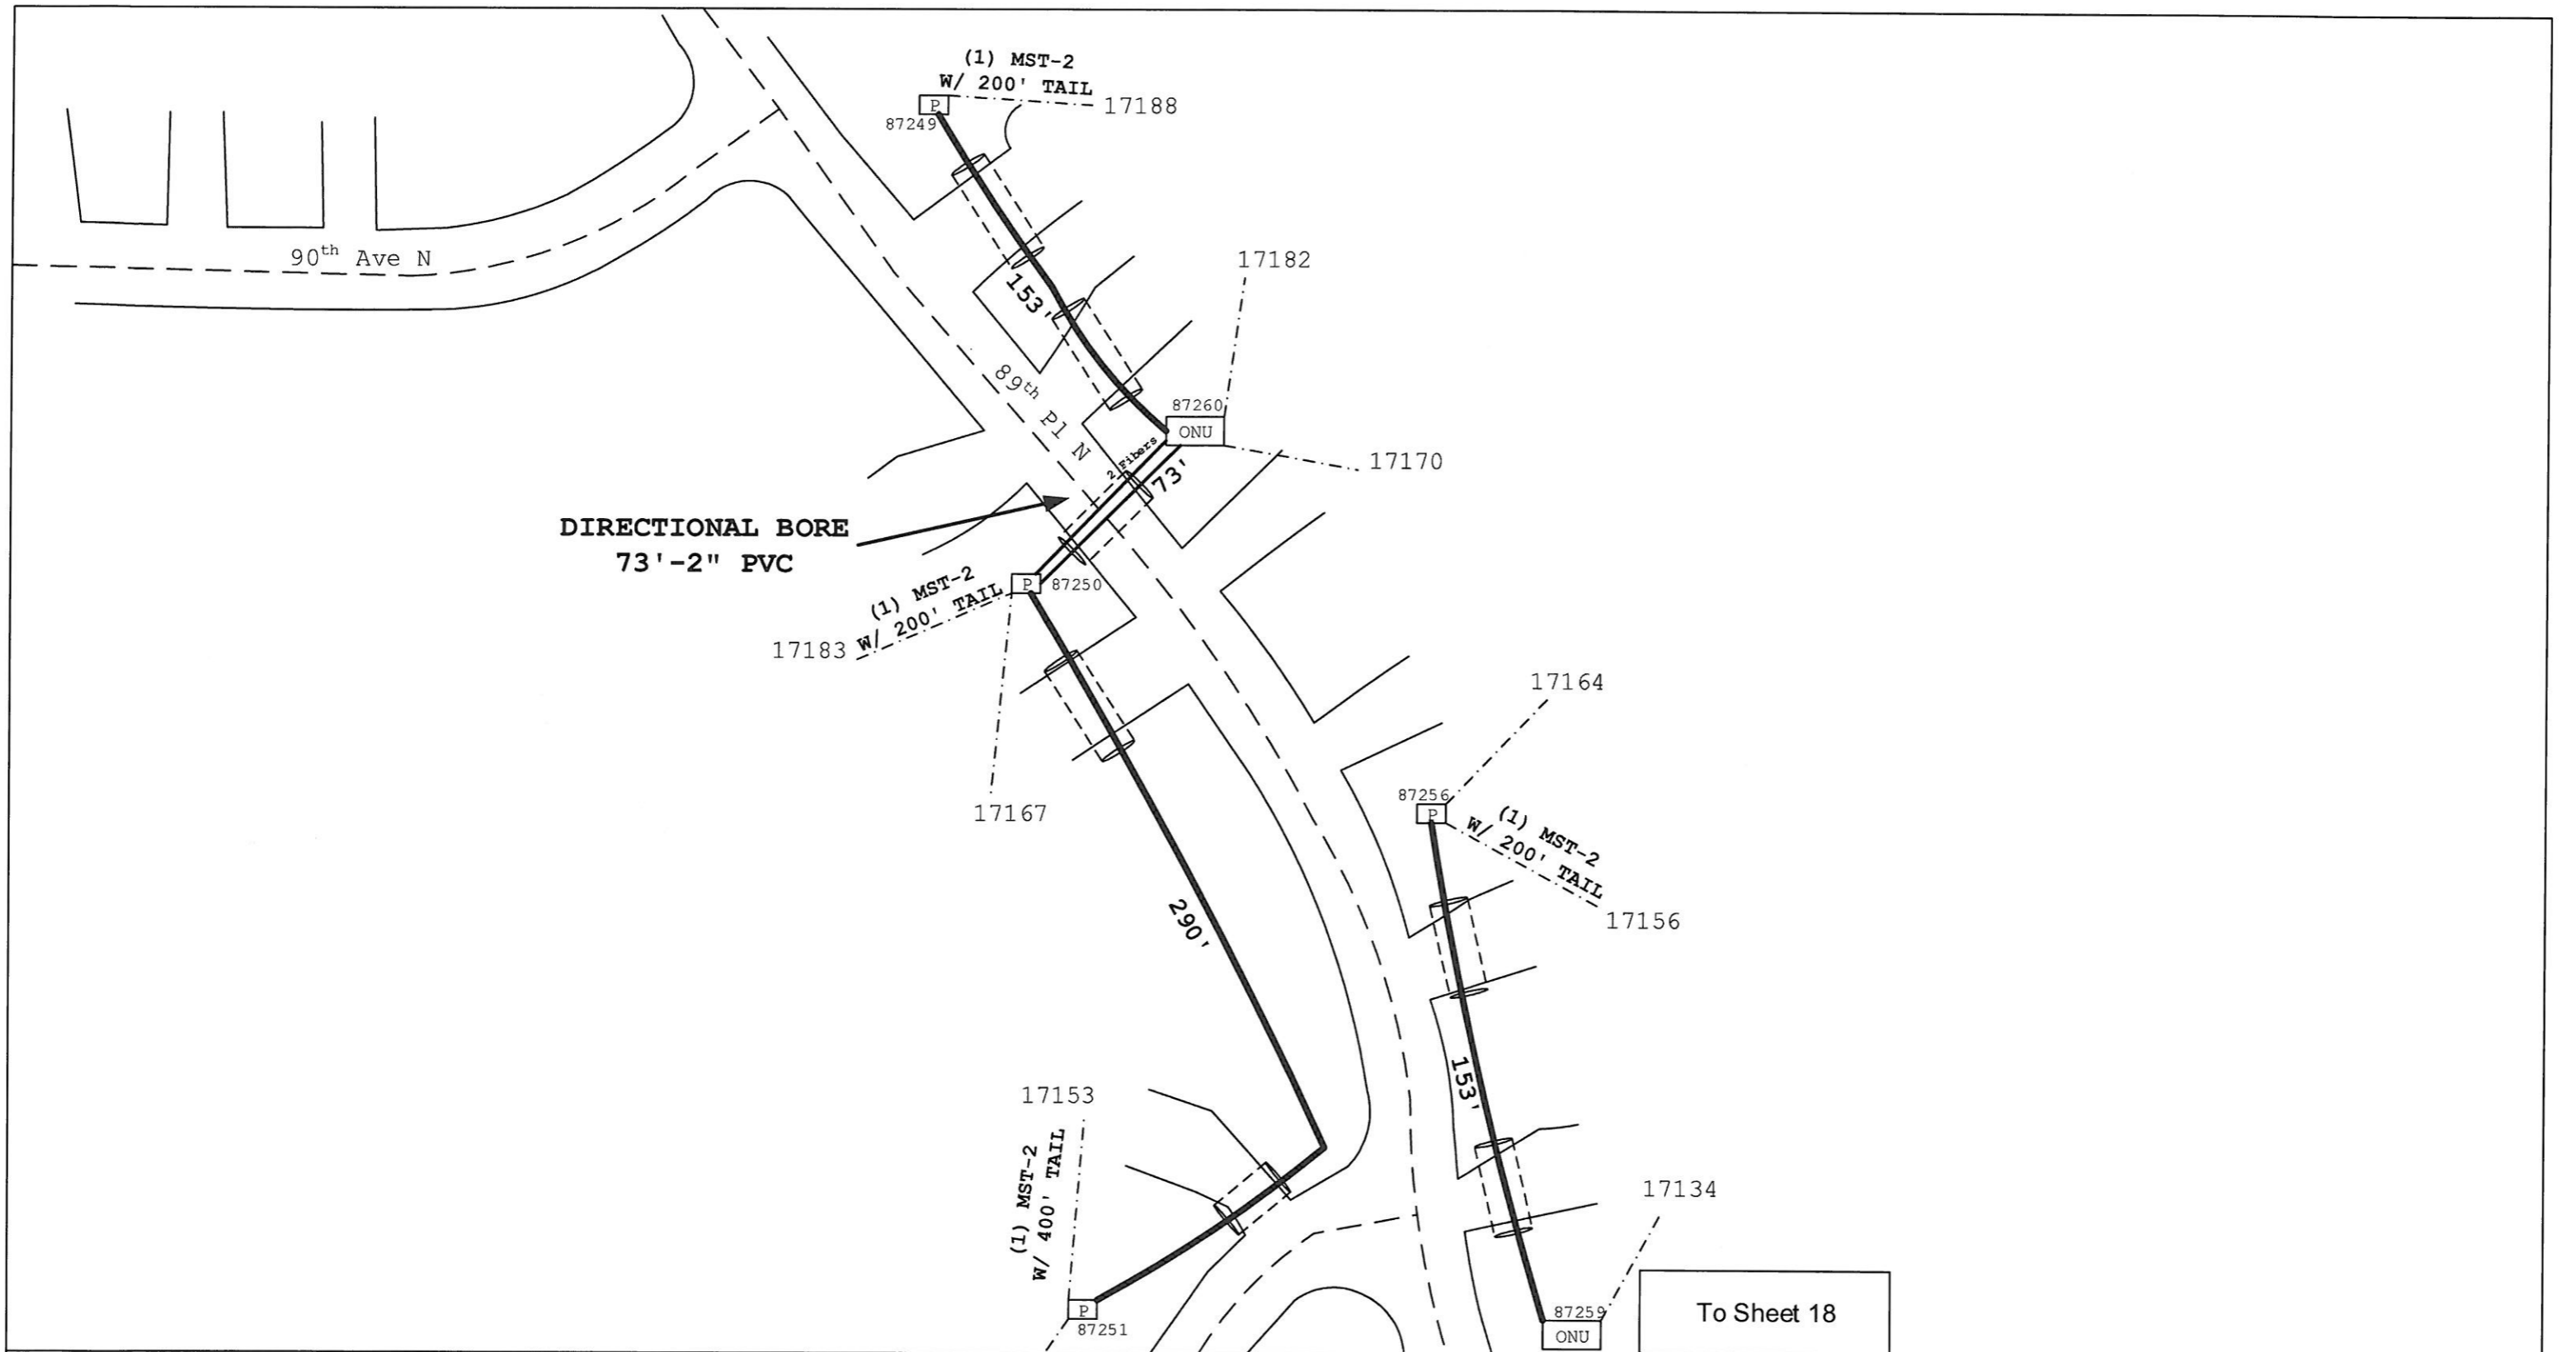 (1) MST-2
W/ 200' TAIL
P
17188
87249
90th Ave N
153'
17182
89th Pl N
87260
ONU
2 Fibers
73'
17170
DIRECTIONAL BORE
73'-2" PVC
P
87250
(1) MST-2
W/ 200' TAIL
17183
17167
17164
87256
P
(1) MST-2
W/ 200' TAIL
17156
290'
153'
17153
(1) MST-2
W/ 400' TAIL
17134
P
87251
87259
ONU
To Sheet 18